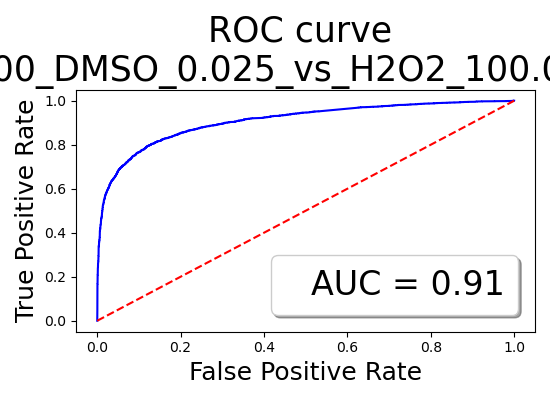 ROC curve
00_DMSO_0.025_vs_H2O2_100.0
True Positive Rate
1.0
0.8
0.6
0.4
0.2
0.0
AUC = 0.91
0.0 0.2 0.4 0.6 0.8 1.0
False Positive Rate